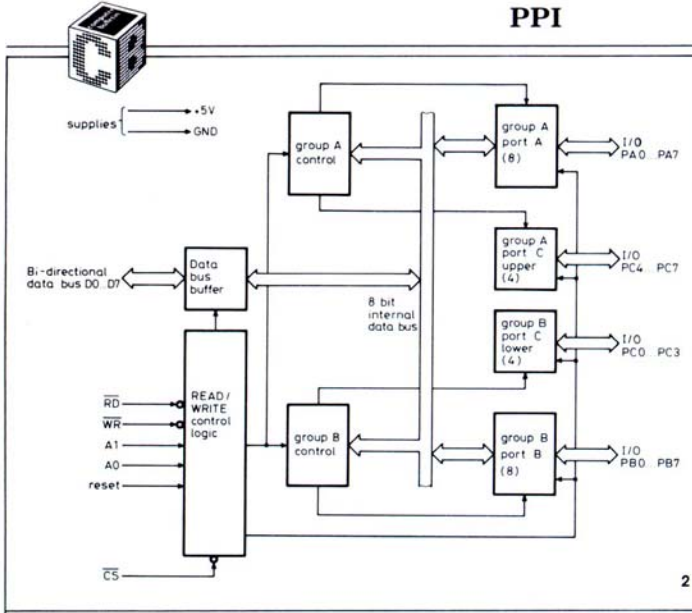 PPI
supplies
+5V
GND
group A
control
group A
port A
(8)
I/O
PA0...PA7
group A
port C
upper
(4)
I/O
PC4...PC7
Bi-directional
data bus D0...D7
Data
bus
buffer
8 bit
internal
data bus
group B
port C
lower
(4)
I/O
PC0...PC3
RD
WR
A1
A0
reset
READ/
WRITE
control
logic
group B
control
group B
port B
(8)
I/O
PB0...PB7
CS
2